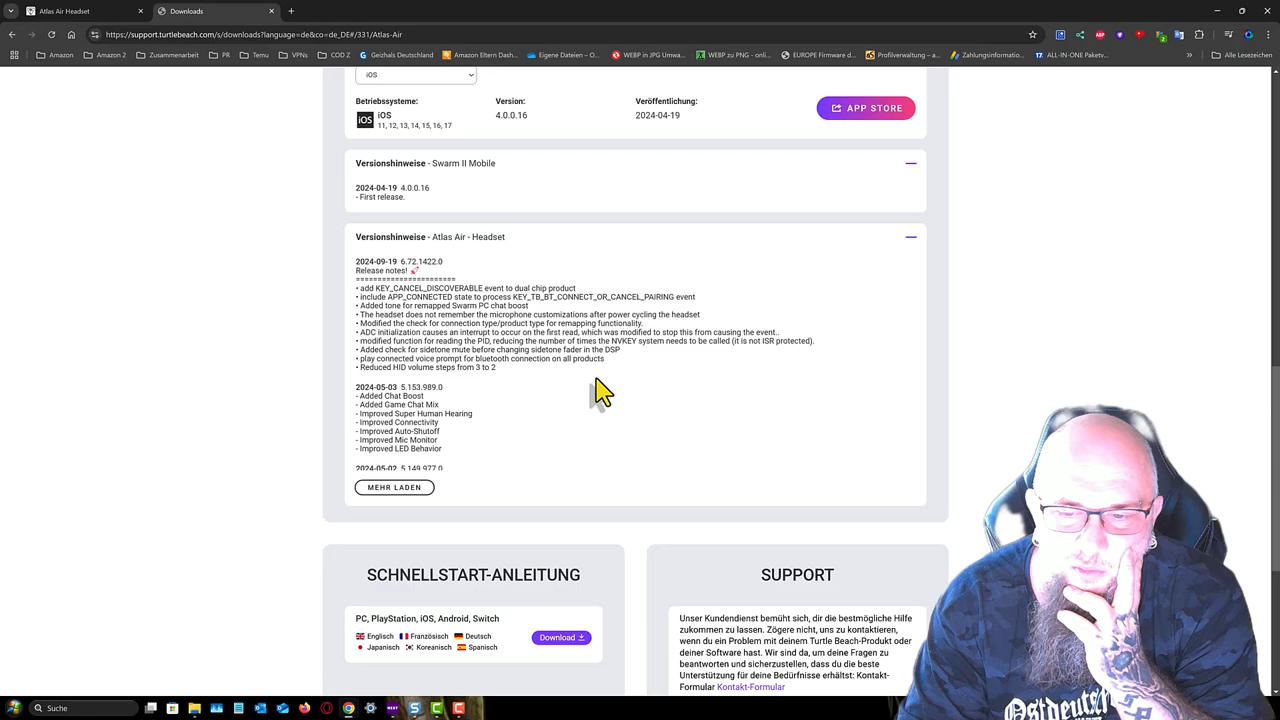 Atlas Air Headset
Downloads
https://support.turtlebeach.com/s/downloads?language=de&co=de_DE#/331/Atlas-Air
Amazon
Amazon 2
Zusammenarbeit
PR
Temu
VPNs
COD Z
Geizhals Deutschland
Amazon Eltern Dash...
Eigene Dateien – O...
WEBP in JPG Umwa...
WEBP zu PNG - onli...
EUROPE Firmware d...
Profilverwaltung – a...
Zahlungsinformatio...
ALL-IN-ONE Paketv...
Alle Lesezeichen
iOS
Betriebssysteme:
Version:
Veröffentlichung:
iOS
iOS
11, 12, 13, 14, 15, 16, 17
4.0.0.16
2024-04-19
APP STORE
Versionshinweise - Swarm II Mobile
2024-04-19 4.0.0.16
- First release.
Versionshinweise - Atlas Air - Headset
2024-09-19 6.72.1422.0
Release notes! 🚀
=======================
• add KEY_CANCEL_DISCOVERABLE event to dual chip product
• include APP_CONNECTED state to process KEY_TB_BT_CONNECT_OR_CANCEL_PAIRING event
• Added tone for remapped Swarm PC chat boost
• The headset does not remember the microphone customizations after power cycling the headset
• Modified the check for connection type/product type for remapping functionality.
• ADC initialization causes an interrupt to occur on the first read, which was modified to stop this from causing the event..
• modified function for reading the PID, reducing the number of times the NVKEY system needs to be called (it is not ISR protected).
• Added check for sidetone mute before changing sidetone fader in the DSP
• play connected voice prompt for bluetooth connection on all products
• Reduced HID volume steps from 3 to 2
2024-05-03 5.153.989.0
- Added Chat Boost
- Added Game Chat Mix
- Improved Super Human Hearing
- Improved Connectivity
- Improved Auto-Shutoff
- Improved Mic Monitor
- Improved LED Behavior
2024-05-02 5.149.977.0
MEHR LADEN
SCHNELLSTART-ANLEITUNG
PC, PlayStation, iOS, Android, Switch
Englisch Französisch Deutsch
Japanisch Koreanisch Spanisch
Download
SUPPORT
Unser Kundendienst bemüht sich, dir die bestmögliche Hilfe
zukommen zu lassen. Zögere nicht, uns zu kontaktieren,
wenn du ein Problem mit deinem Turtle Beach-Produkt oder
deiner Software hast. Wir sind da, um deine Fragen zu
beantworten und sicherzustellen, dass du die beste
Unterstützung für deine Bedürfnisse erhältst: Kontakt-
Formular Kontakt-Formular
Ostdeutsch
Suche